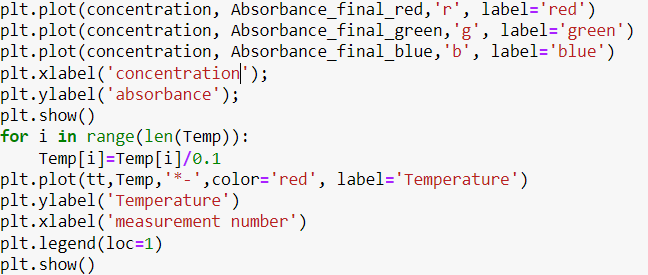 plt.plot(concentration, Absorbance_final_red,'r', label='red')
plt.plot(concentration, Absorbance_final_green,'g', label='green')
plt.plot(concentration, Absorbance_final_blue,'b', label='blue')
plt.xlabel('concentration');
plt.ylabel('absorbance');
plt.show()
for i in range(len(Temp)):
    Temp[i]=Temp[i]/0.1
plt.plot(tt,Temp,'*-',color='red', label='Temperature')
plt.ylabel('Temperature')
plt.xlabel('measurement number')
plt.legend(loc=1)
plt.show()